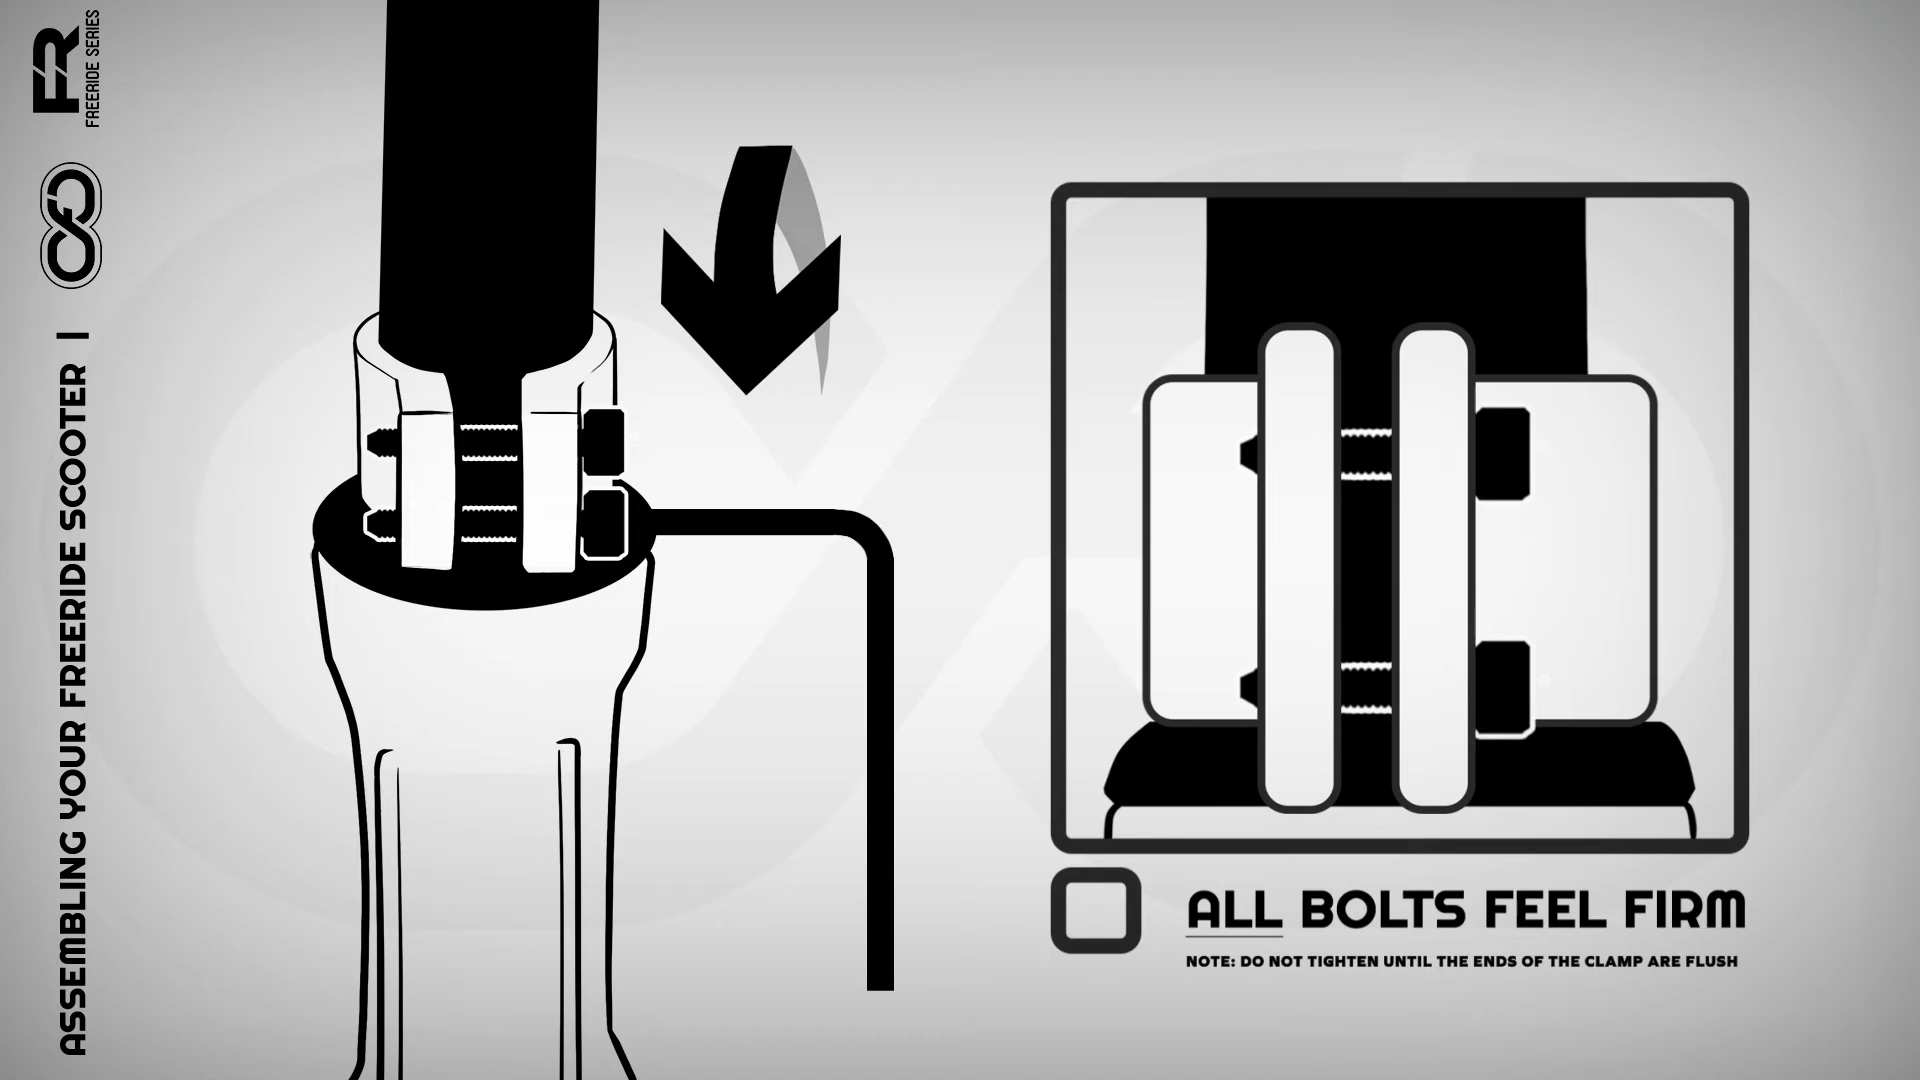 FR
FREERIDE SERIES
ASSEMBLING YOUR FREERIDE SCOOTER |
ALL BOLTS FEEL FIRM
NOTE: DO NOT TIGHTEN UNTIL THE ENDS OF THE CLAMP ARE FLUSH